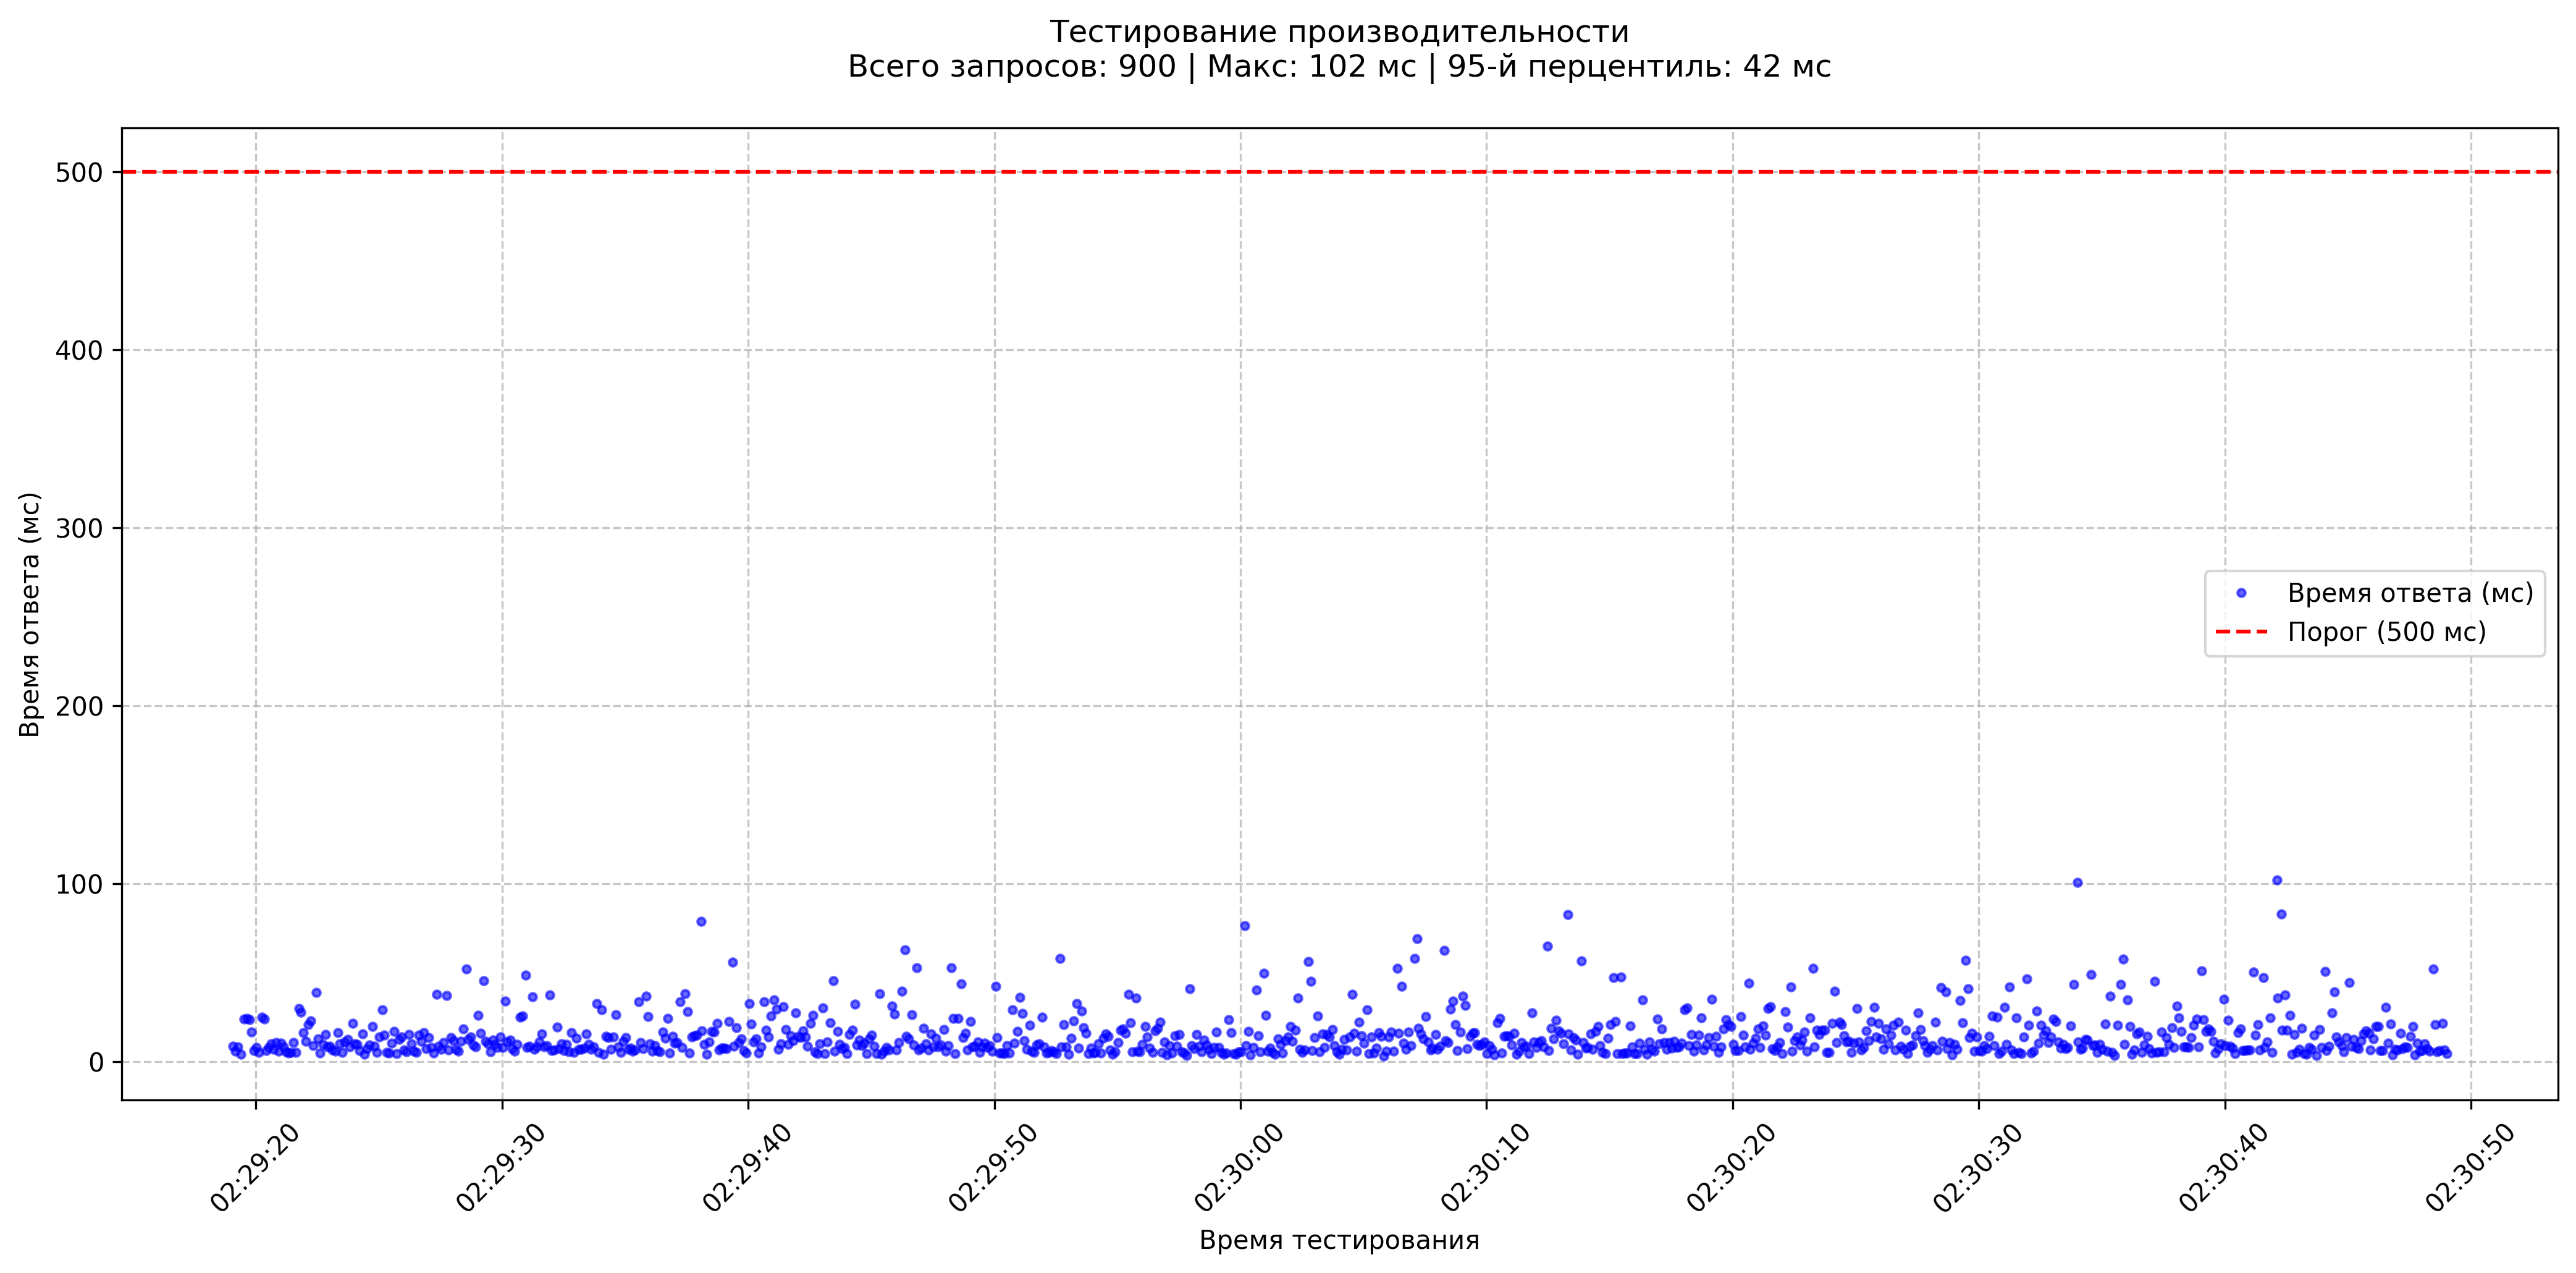 Тестирование производительности
Всего запросов: 900 | Макс: 102 мс | 95-й перцентиль: 42 мс
500
400
300
200
100
0
Время ответа (мс)
Время ответа (мс)
Порог (500 мс)
02:29:20
02:29:30
02:29:40
02:29:50
02:30:00
02:30:10
02:30:20
02:30:30
02:30:40
02:30:50
Время тестирования